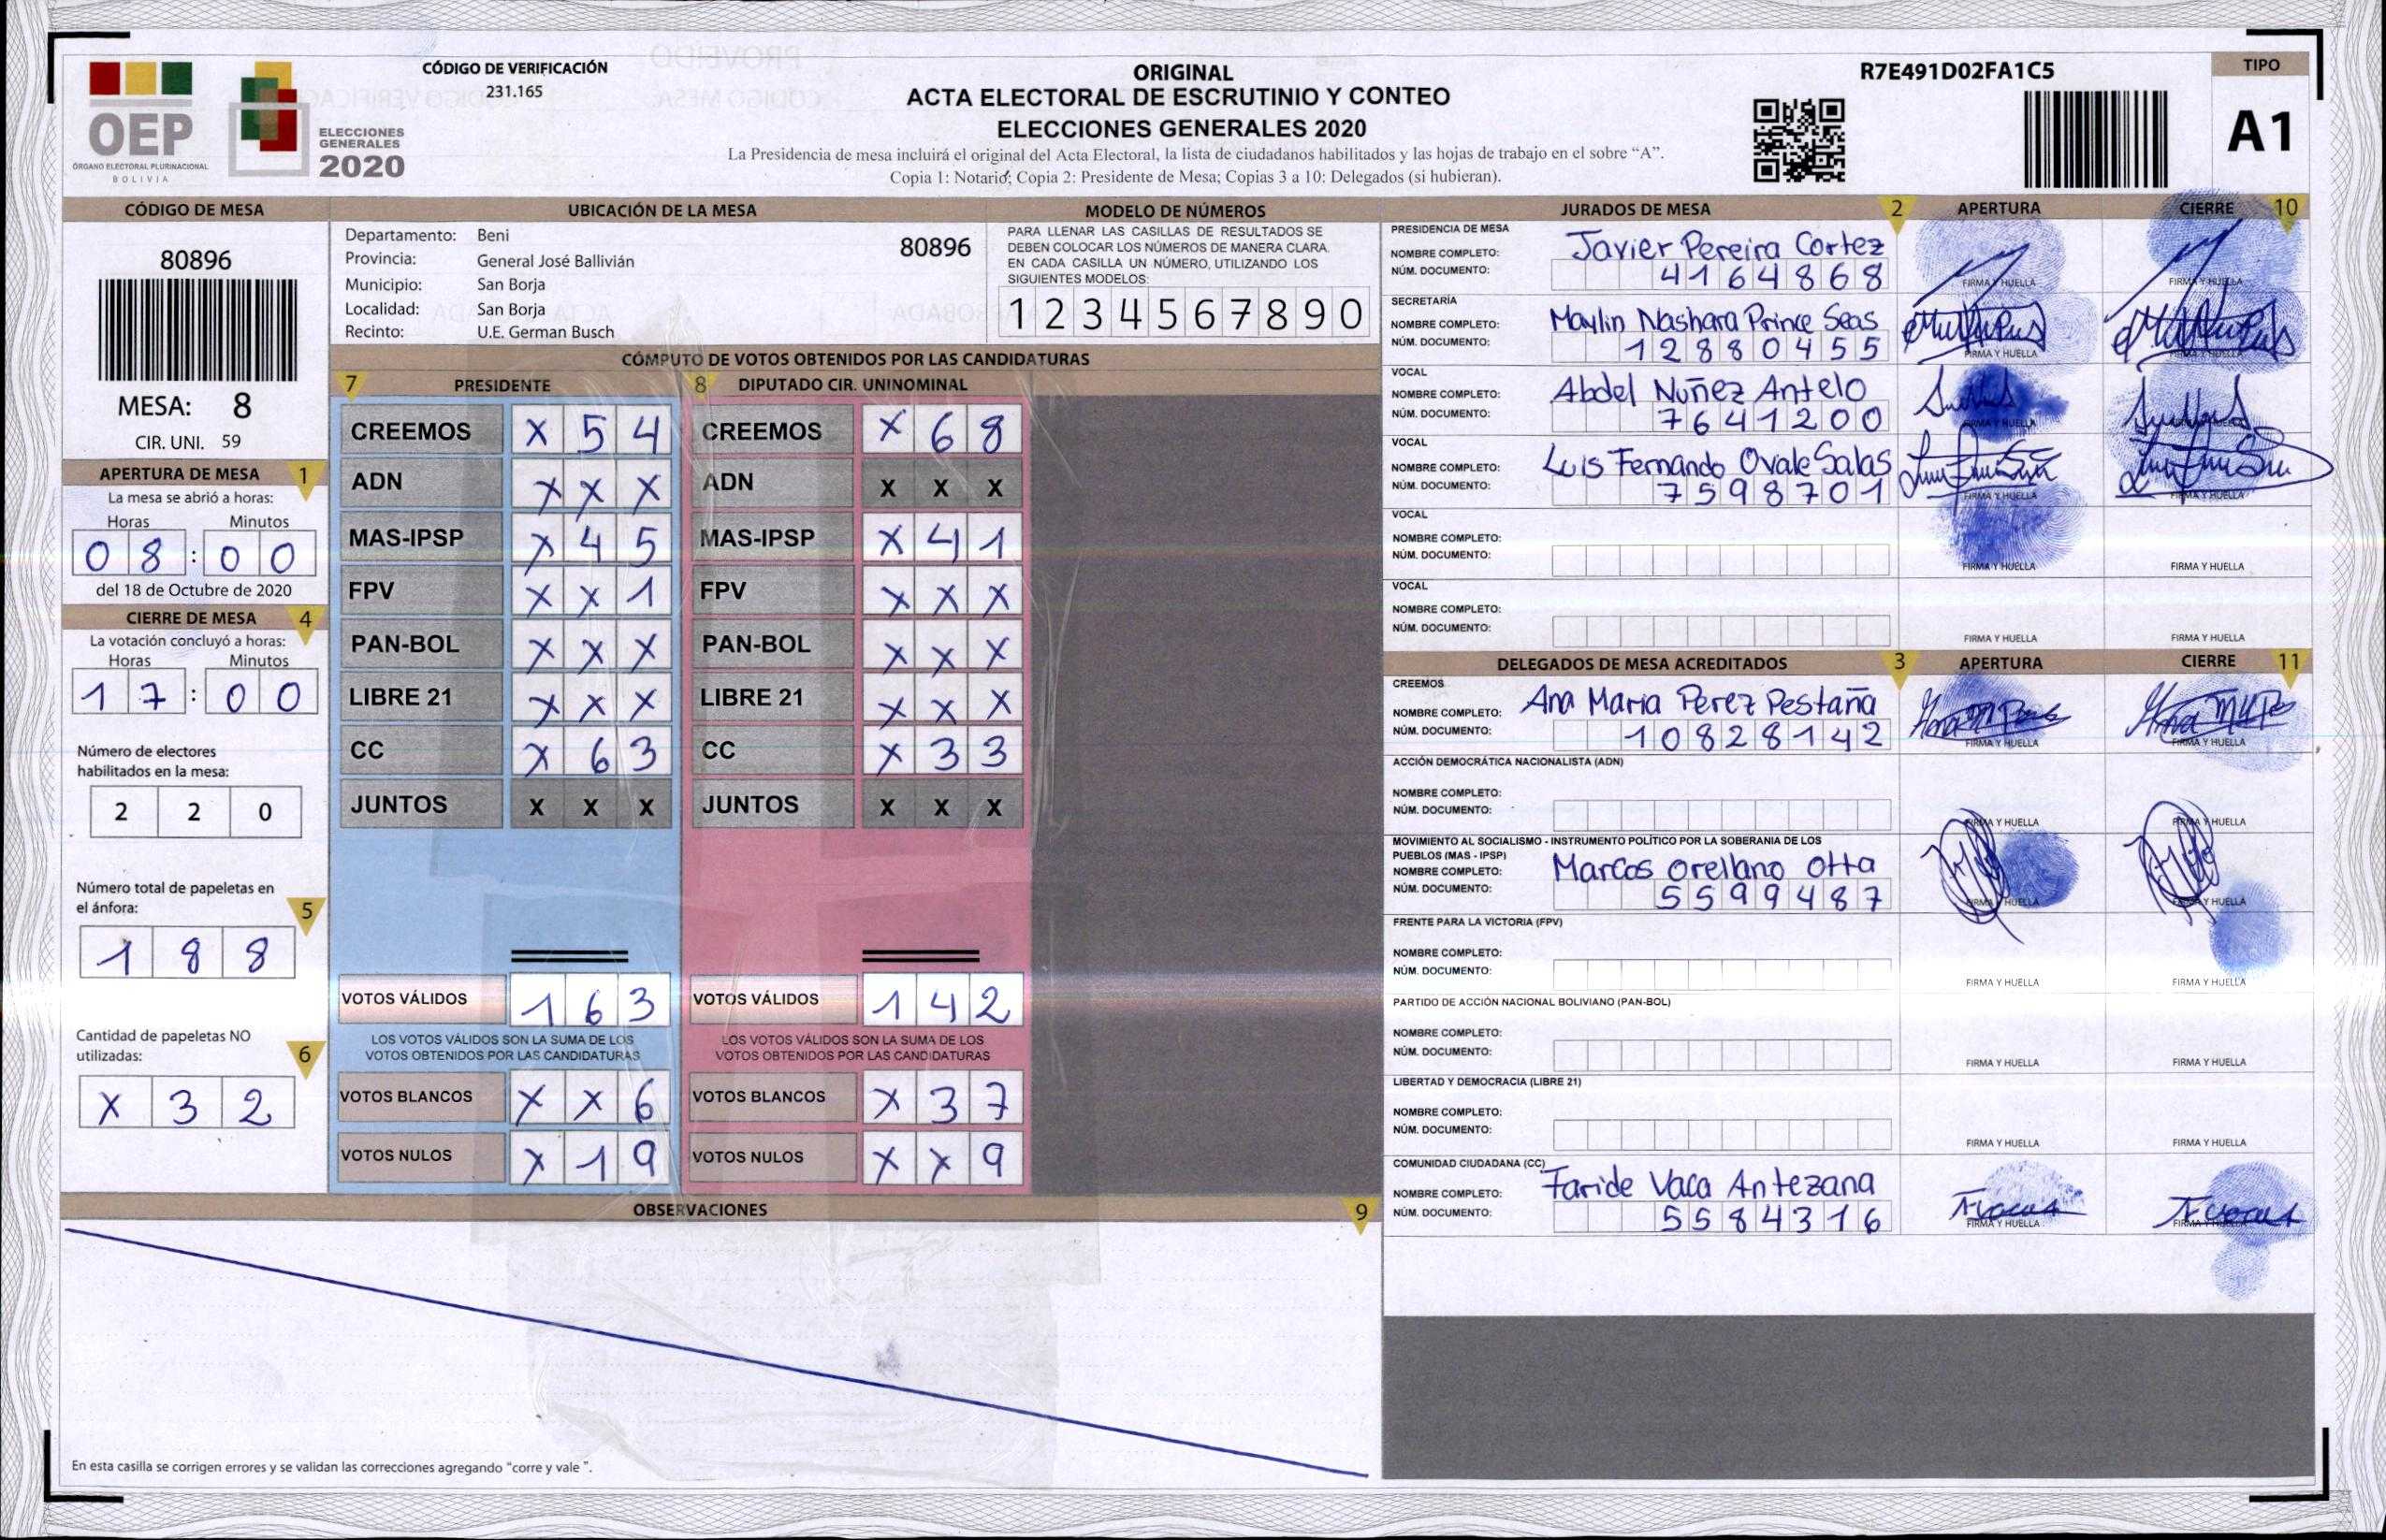 CÓDIGO DE VERIFICACIÓN
231.165
OEP
ÓRGANO ELECTORAL PLURINACIONAL
BOLIVIA
ELECCIONES
GENERALES
2020
ORIGINAL
ACTA ELECTORAL DE ESCRUTINIO Y CONTEO
ELECCIONES GENERALES 2020
La Presidencia de mesa incluirá el original del Acta Electoral, la lista de ciudadanos habilitados y las hojas de trabajo en el sobre “A”.
Copia 1: Notario; Copia 2: Presidente de Mesa; Copias 3 a 10: Delegados (si hubieran).
R7E491D02FA1C5
TIPO
A1
CÓDIGO DE MESA
80896
MESA: 8
CIR. UNI. 59
APERTURA DE MESA 1
La mesa se abrió a horas:
Horas Minutos
0 8 : 0 0
del 18 de Octubre de 2020
CIERRE DE MESA 4
La votación concluyó a horas:
Horas Minutos
1 7 : 0 0
Número de electores
habilitados en la mesa:
2 2 0
Número total de papeletas en
el ánfora: 5
1 8 8
Cantidad de papeletas NO
utilizadas: 6
X 3 2
UBICACIÓN DE LA MESA
Departamento: Beni 80896
Provincia: General José Ballivián
Municipio: San Borja
Localidad: San Borja
Recinto: U.E. German Busch
MODELO DE NÚMEROS
PARA LLENAR LAS CASILLAS DE RESULTADOS SE
DEBEN COLOCAR LOS NÚMEROS DE MANERA CLARA.
EN CADA CASILLA UN NÚMERO, UTILIZANDO LOS
SIGUIENTES MODELOS:
1 2 3 4 5 6 7 8 9 0
CÓMPUTO DE VOTOS OBTENIDOS POR LAS CANDIDATURAS
7 PRESIDENTE 8 DIPUTADO CIR. UNINOMINAL
CREEMOS X 5 4 CREEMOS X 6 8
ADN X X X ADN X X X
MAS-IPSP X 4 5 MAS-IPSP X 4 1
FPV X X 1 FPV X X X
PAN-BOL X X X PAN-BOL X X X
LIBRE 21 X X X LIBRE 21 X X X
CC X 6 3 CC X 3 3
JUNTOS X X X JUNTOS X X X
VOTOS VÁLIDOS 1 6 3 VOTOS VÁLIDOS 1 4 2
LOS VOTOS VÁLIDOS SON LA SUMA DE LOS LOS VOTOS VÁLIDOS SON LA SUMA DE LOS
VOTOS OBTENIDOS POR LAS CANDIDATURAS VOTOS OBTENIDOS POR LAS CANDIDATURAS
VOTOS BLANCOS X X 6 VOTOS BLANCOS X 3 7
VOTOS NULOS X 1 9 VOTOS NULOS X X 9
OBSERVACIONES 9
En esta casilla se corrigen errores y se validan las correcciones agregando “corre y vale ”.
JURADOS DE MESA 2 APERTURA CIERRE 10
PRESIDENCIA DE MESA
NOMBRE COMPLETO: Javier Pereira Cortez
NÚM. DOCUMENTO: 4164868 FIRMA Y HUELLA FIRMA Y HUELLA
SECRETARÍA
NOMBRE COMPLETO: Maylin Nashara Prince Seas
NÚM. DOCUMENTO: 12880455 FIRMA Y HUELLA
VOCAL
NOMBRE COMPLETO: Abdel Nuñez Antelo
NÚM. DOCUMENTO: 7641200 FIRMA Y HUELLA
VOCAL
NOMBRE COMPLETO: Luis Fernando Ovale Salas
NÚM. DOCUMENTO: 7598701 FIRMA Y HUELLA FIRMA Y HUELLA
VOCAL
NOMBRE COMPLETO:
NÚM. DOCUMENTO: FIRMA Y HUELLA FIRMA Y HUELLA
VOCAL
NOMBRE COMPLETO:
NÚM. DOCUMENTO: FIRMA Y HUELLA FIRMA Y HUELLA
DELEGADOS DE MESA ACREDITADOS 3 APERTURA CIERRE 11
CREEMOS
NOMBRE COMPLETO: Ana Maria Perez Pestaña
NÚM. DOCUMENTO: 10828142 FIRMA Y HUELLA FIRMA Y HUELLA
ACCIÓN DEMOCRÁTICA NACIONALISTA (ADN)
NOMBRE COMPLETO:
NÚM. DOCUMENTO: FIRMA Y HUELLA FIRMA Y HUELLA
MOVIMIENTO AL SOCIALISMO - INSTRUMENTO POLÍTICO POR LA SOBERANIA DE LOS
PUEBLOS (MAS - IPSP)
NOMBRE COMPLETO: Marcos Orellano Otta
NÚM. DOCUMENTO: 5599487 FIRMA Y HUELLA FIRMA Y HUELLA
FRENTE PARA LA VICTORIA (FPV)
NOMBRE COMPLETO:
NÚM. DOCUMENTO: FIRMA Y HUELLA FIRMA Y HUELLA
PARTIDO DE ACCIÓN NACIONAL BOLIVIANO (PAN-BOL)
NOMBRE COMPLETO:
NÚM. DOCUMENTO: FIRMA Y HUELLA FIRMA Y HUELLA
LIBERTAD Y DEMOCRACIA (LIBRE 21)
NOMBRE COMPLETO:
NÚM. DOCUMENTO: FIRMA Y HUELLA FIRMA Y HUELLA
COMUNIDAD CIUDADANA (CC)
NOMBRE COMPLETO: Faride Vaca Antezana
NÚM. DOCUMENTO: 5584316 FIRMA Y HUELLA FIRMA Y HUELLA